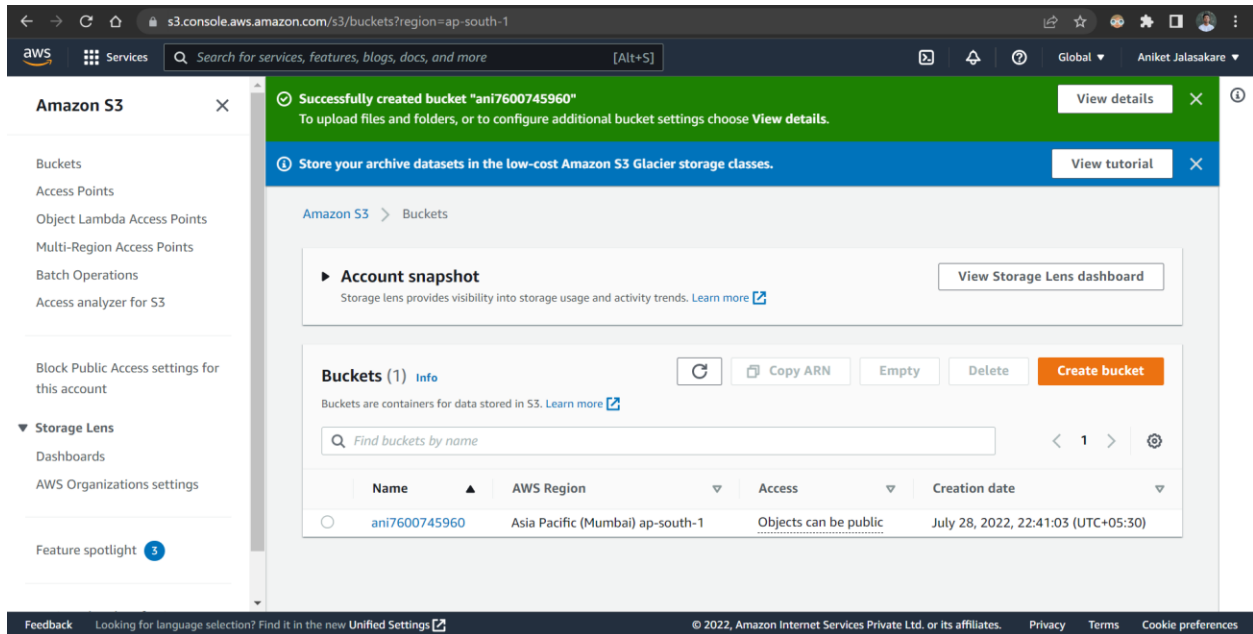 s3.console.aws.amazon.com/s3/buckets?region=ap-south-1
aws Services Search for services, features, blogs, docs, and more [Alt+S] Global Aniket Jalasakare
Amazon S3
Buckets
Access Points
Object Lambda Access Points
Multi-Region Access Points
Batch Operations
Access analyzer for S3
Block Public Access settings for
this account
Storage Lens
Dashboards
AWS Organizations settings
Feature spotlight 3
Successfully created bucket "ani7600745960"
To upload files and folders, or to configure additional bucket settings choose View details.
View details
Store your archive datasets in the low-cost Amazon S3 Glacier storage classes.
View tutorial
Amazon S3 > Buckets
Account snapshot
Storage lens provides visibility into storage usage and activity trends. Learn more
View Storage Lens dashboard
Buckets (1) Info
Copy ARN Empty Delete Create bucket
Buckets are containers for data stored in S3. Learn more
Find buckets by name
1
Name AWS Region Access Creation date
ani7600745960 Asia Pacific (Mumbai) ap-south-1 Objects can be public July 28, 2022, 22:41:03 (UTC+05:30)
Feedback Looking for language selection? Find it in the new Unified Settings © 2022, Amazon Internet Services Private Ltd. or its affiliates. Privacy Terms Cookie preferences